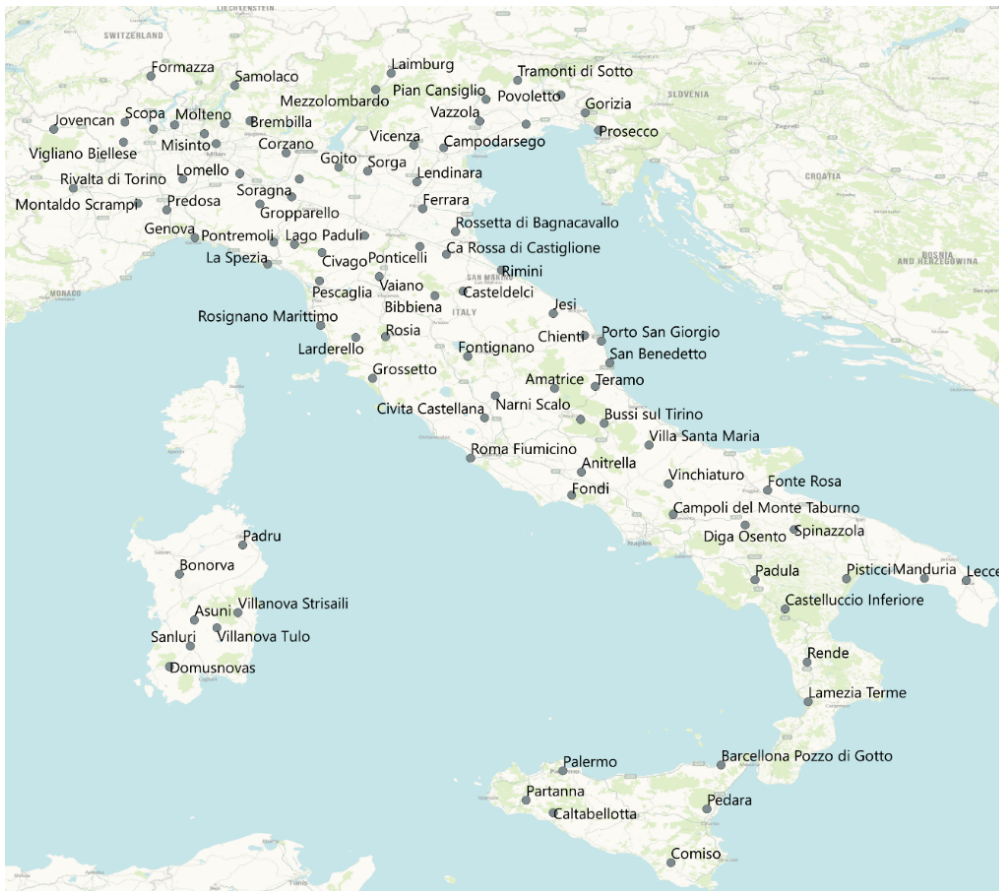 LIECHTENSTEIN
SWITZERLAND
Formazza
Laimburg
Samolaco
Tramonti di Sotto
Pian Cansiglio
Povoletto
SLOVENIA
Mezzolombardo
Gorizia
Scopa
Molteno
Vazzola
Jovencan
Brembilla
Prosecco
Vicenza
Campodarsego
Vigliano Biellese
Misinto
Corzano
Goito
Sorga
Lomello
Rivalta di Torino
Lendinara
CROATIA
Soragna
Montaldo Scrampi
Predosa
Gropparello
Ferrara
Genova
Pontremoli
Lago Paduli
Rossetta di Bagnacavallo
Ca Rossa di Castiglione
BOSNIA
AND HERZEGOVINA
La Spezia
Civago
Ponticelli
Rimini
SAN MARINO
MONACO
Pescaglia
Vaiano
Casteldelci
Bibbiena
Jesi
Rosignano Marittimo
ITALY
Larderello
Rosia
Chienti
Porto San Giorgio
Fontignano
San Benedetto
Grossetto
Amatrice
Teramo
Civita Castellana
Narni Scalo
Bussi sul Tirino
Villa Santa Maria
Roma Fiumicino
Anitrella
Vinchiaturo
Fondi
Fonte Rosa
Campoli del Monte Taburno
Diga Osento
Spinazzola
Naples
Padru
Bonorva
Padula
Pisticci
Manduria
Lecce
Villanova Strisaili
Asuni
Castelluccio Inferiore
Sanluri
Villanova Tulo
Domusnovas
Cagliari
Rende
Lamezia Terme
Barcellona Pozzo di Gotto
Palermo
Partanna
Caltabellotta
Pedara
Comiso
Tunis